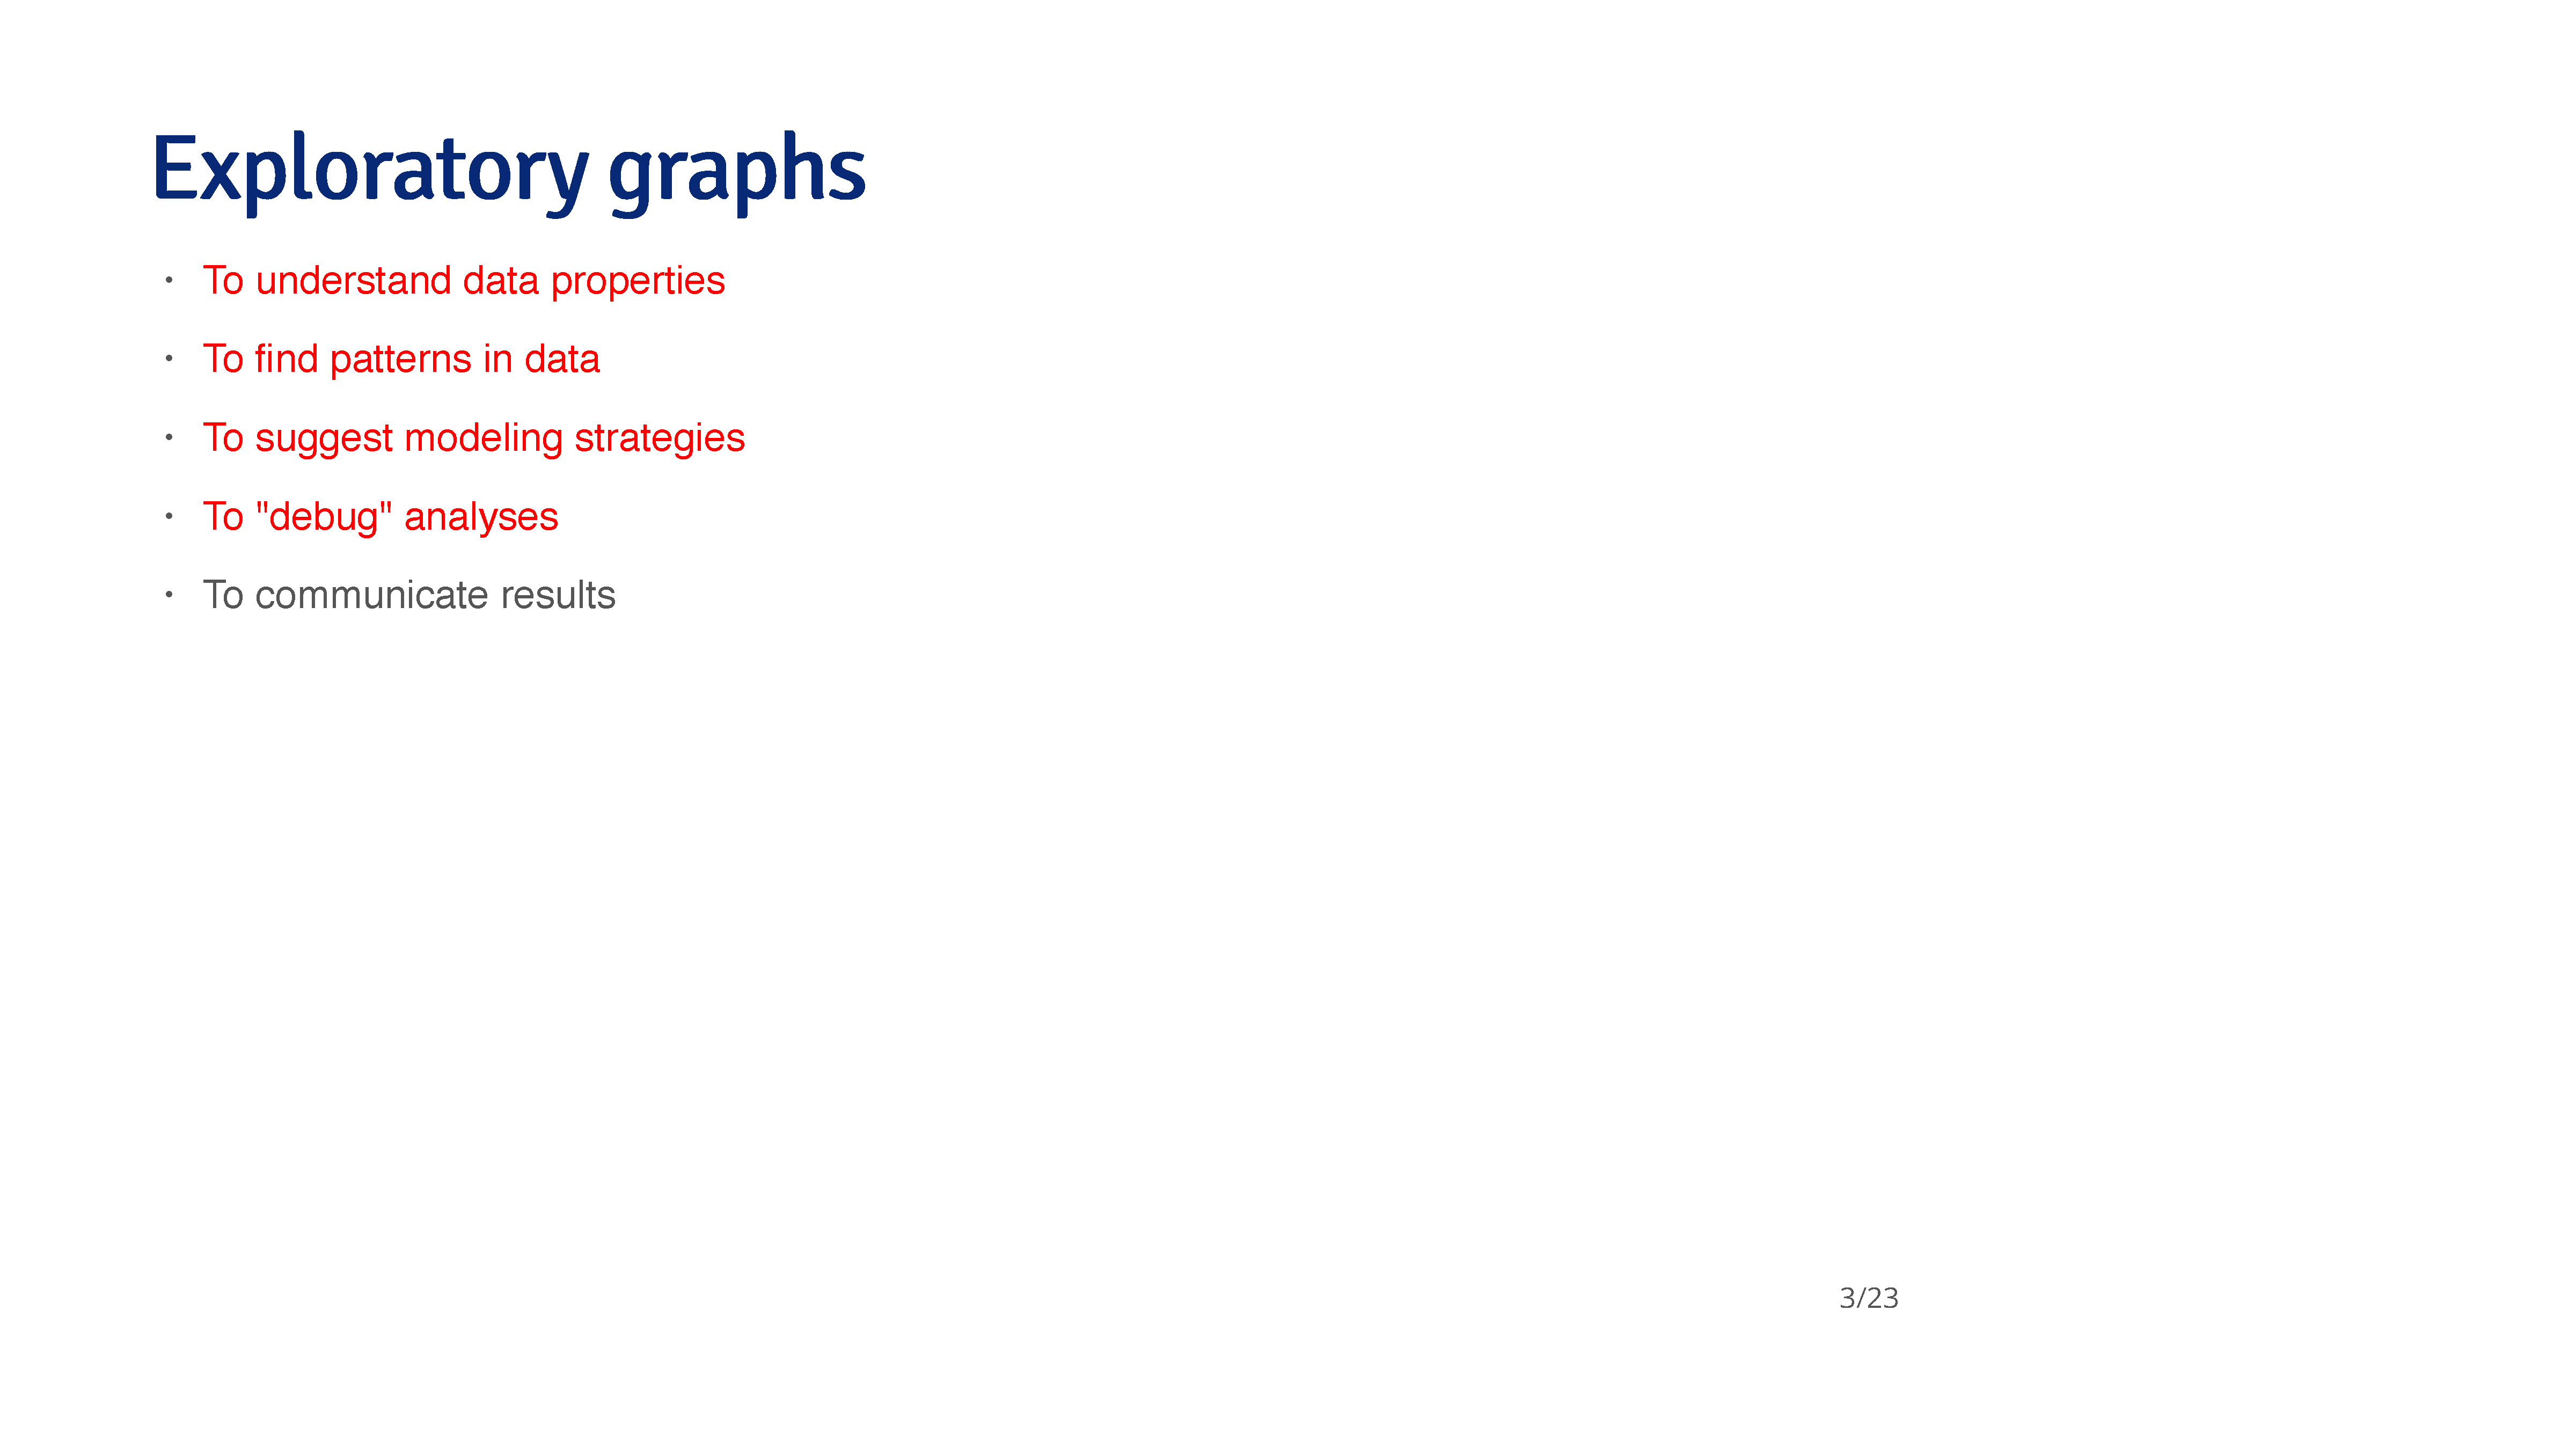 Exploratory graphs
· To understand data properties
· To find patterns in data
· To suggest modeling strategies
· To "debug" analyses
· To communicate results
3/23